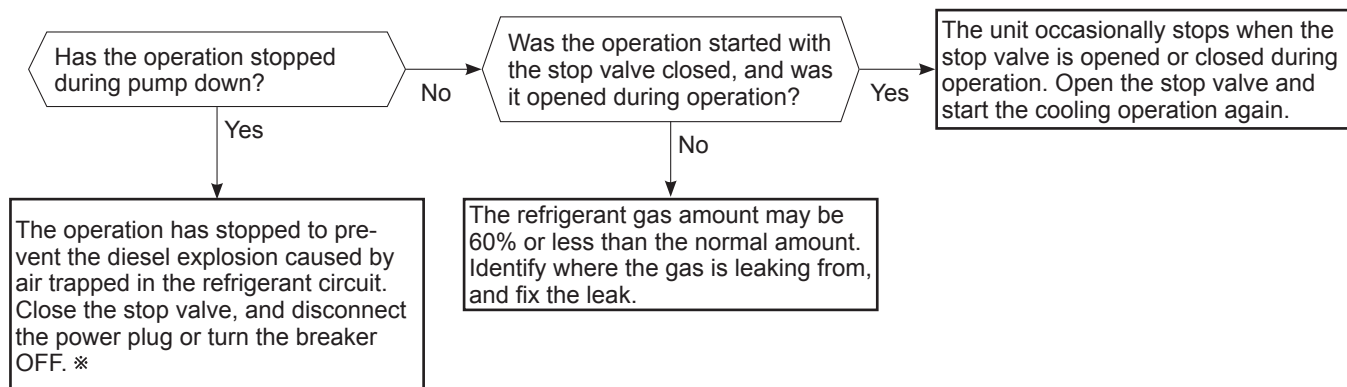 Has the operation stopped
during pump down?
No
Yes
Was the operation started with
the stop valve closed, and was
it opened during operation?
Yes
No
The unit occasionally stops when the
stop valve is opened or closed during
operation. Open the stop valve and
start the cooling operation again.
The operation has stopped to pre-
vent the diesel explosion caused by
air trapped in the refrigerant circuit.
Close the stop valve, and disconnect
the power plug or turn the breaker
OFF. ※
The refrigerant gas amount may be
60% or less than the normal amount.
Identify where the gas is leaking from,
and fix the leak.